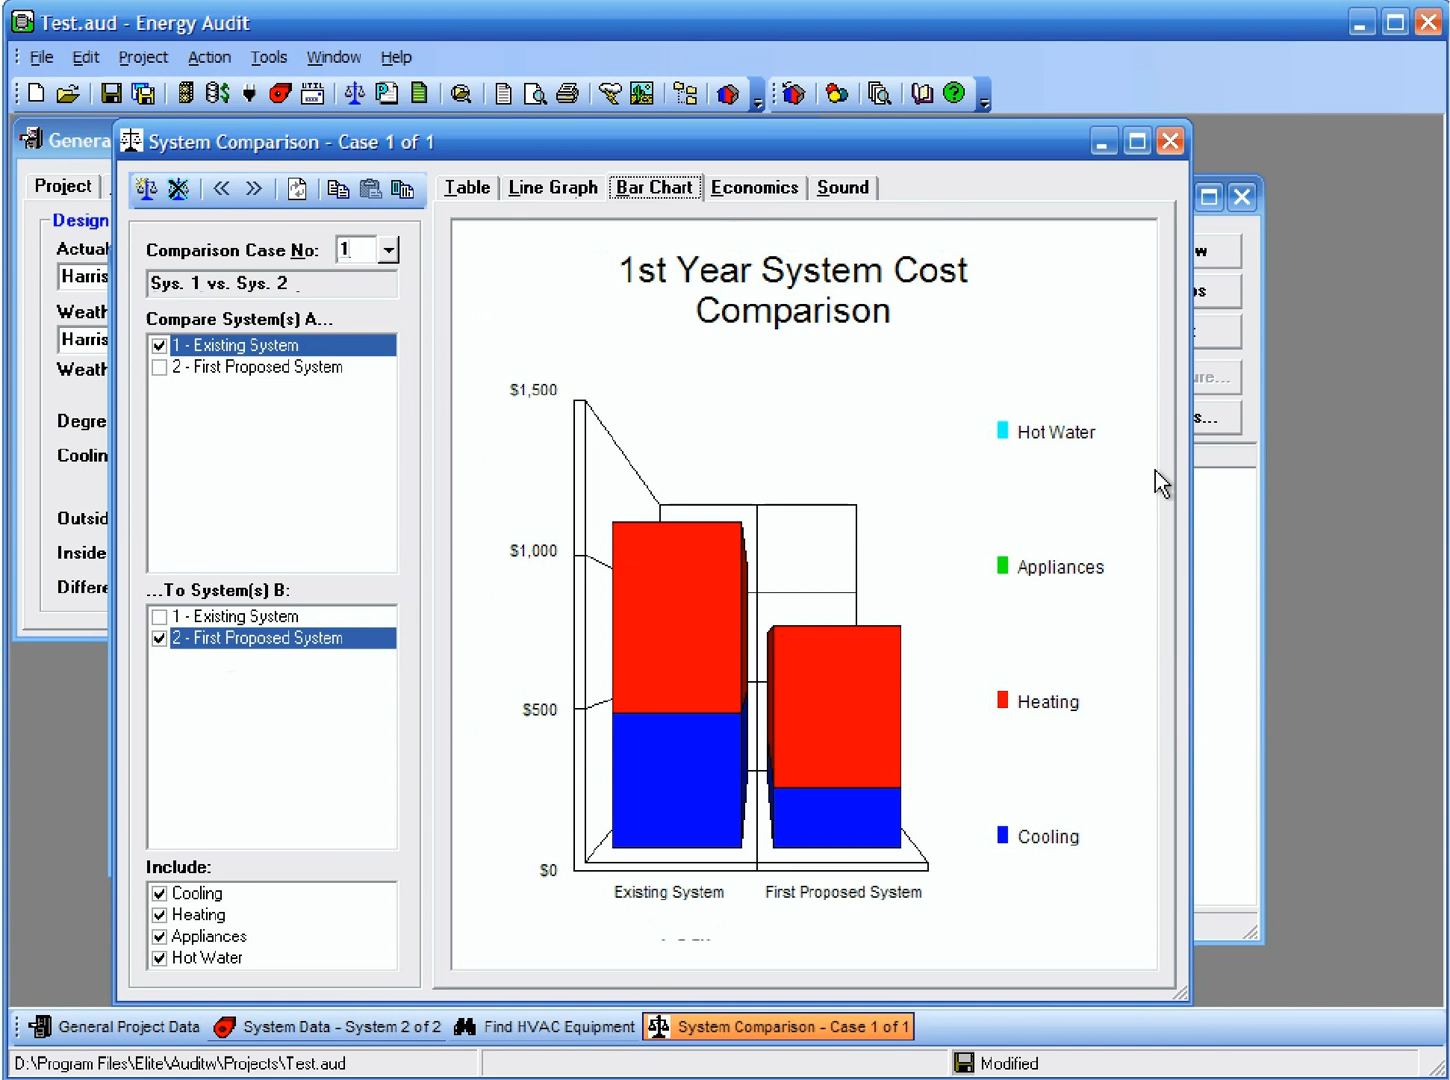 Test.aud - Energy Audit
File Edit Project Action Tools Window Help
Genera
System Comparison - Case 1 of 1
Project
Table Line Graph Bar Chart Economics Sound
Design
Actual
Harris
Weath
Harris
Weath
Degre
Coolin
Outsid
Inside
Differe
Comparison Case No: 1
Sys. 1 vs. Sys. 2
Compare System(s) A...
1 - Existing System
2 - First Proposed System
...To System(s) B:
1 - Existing System
2 - First Proposed System
Include:
Cooling
Heating
Appliances
Hot Water
1st Year System Cost
Comparison
$1,500
$1,000
$500
$0
Existing System First Proposed System
Hot Water
Appliances
Heating
Cooling
w
s
ure...
s...
General Project Data System Data - System 2 of 2 Find HVAC Equipment System Comparison - Case 1 of 1
D:\Program Files\Elite\Auditw\Projects\Test.aud Modified